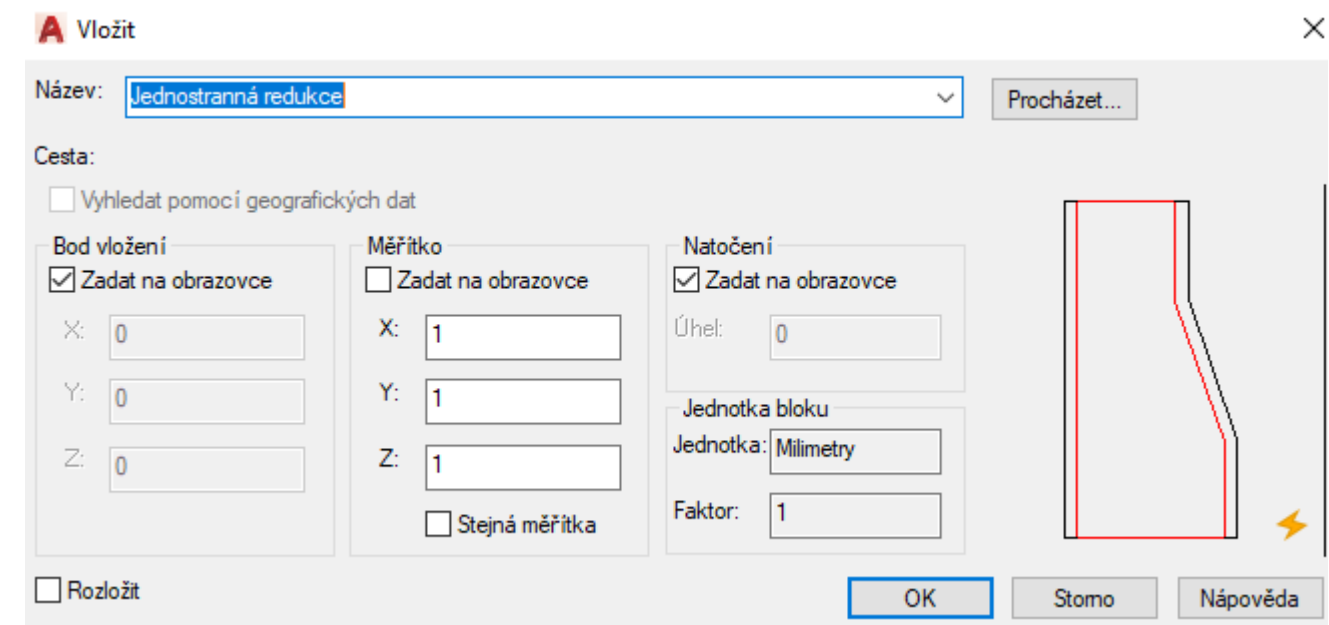 Vložit
Název: Jednostranná redukce Procházet...
Cesta:
Vyhledat pomocí geografických dat
Bod vložení
Zadat na obrazovce
X: 0
Y: 0
Z: 0
Měřítko
Zadat na obrazovce
X: 1
Y: 1
Z: 1
Stejná měřítka
Natočení
Zadat na obrazovce
Úhel: 0
Jednotka bloku
Jednotka: Milimetry
Faktor: 1
Rozložit
OK Storno Nápověda